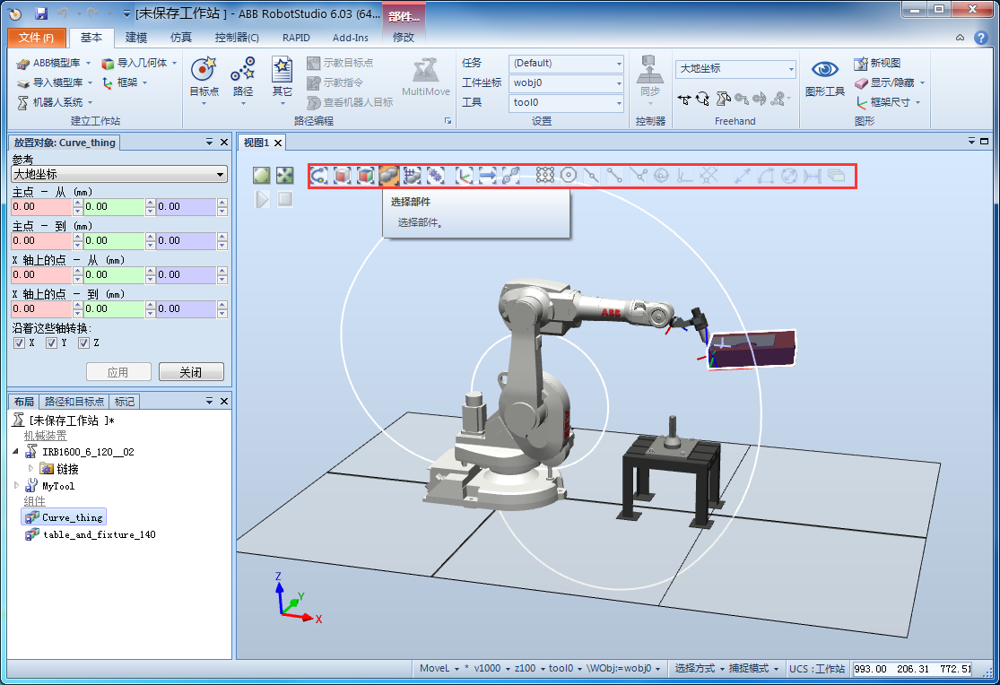 [未保存工作站 ] - ABB RobotStudio 6.03 (64...
部件...
文件(F) 基本 建模 仿真 控制器(C) RAPID Add-Ins 修改
ABB模型库 导入几何体
导入模型库 框架
机器人系统
建立工作站
目标点 路径 其它
示教目标点
示教指令
查看机器人目标
MultiMove
路径编程
任务 (Default)
工件坐标 wobj0
工具 tool0
设置
同步
控制器
大地坐标
Freehand
图形工具
新视图
显示/隐藏
框架尺寸
图形
放置对象: Curve_thing
参考
大地坐标
主点 - 从 (mm)
0.00 0.00 0.00
主点 - 到 (mm)
0.00 0.00 0.00
X 轴上的点 - 从 (mm)
0.00 0.00 0.00
X 轴上的点 - 到 (mm)
0.00 0.00 0.00
沿着这些轴转换:
X Y Z
应用 关闭
布局 路径和目标点 标记
[未保存工作站 ]*
机械装置
IRB1600_6_120__02
链接
MyTool
组件
Curve_thing
table_and_fixture_140
视图1
选择部件
选择部件。
ABB
Z
Y
X
MoveL * v1000 z100 tool0 \WObj:=wobj0 选择方式 捕捉模式 UCS : 工作站 993.00 206.31 772.51